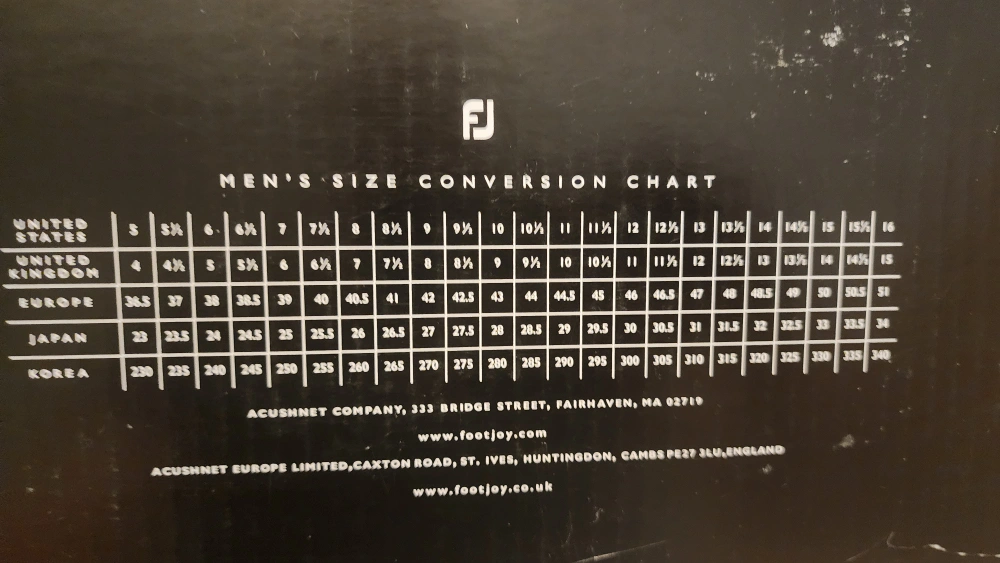 FJ
MEN'S SIZE CONVERSION CHART
UNITED STATES 5 5½ 6 6½ 7 7½ 8 8½ 9 9½ 10 10½ 11 11½ 12 12½ 13 13½ 14 14½ 15 15½ 16
UNITED KINGDOM 4 4½ 5 5½ 6 6½ 7 7½ 8 8½ 9 9½ 10 10½ 11 11½ 12 12½ 13 13½ 14 14½ 15
EUROPE 36.5 37 38 38.5 39 40 40.5 41 42 42.5 43 44 44.5 45 46 46.5 47 48 48.5 49 50 50.5 51
JAPAN 23 23.5 24 24.5 25 25.5 26 26.5 27 27.5 28 28.5 29 29.5 30 30.5 31 31.5 32 32.5 33 33.5 34
KOREA 230 235 240 245 250 255 260 265 270 275 280 285 290 295 300 305 310 315 320 325 330 335 340
ACUSHNET COMPANY, 333 BRIDGE STREET, FAIRHAVEN, MA 02719
www.footjoy.com
ACUSHNET EUROPE LIMITED,CAXTON ROAD, ST. IVES, HUNTINGDON, CAMBS PE27 3LU,ENGLAND
www.footjoy.co.uk